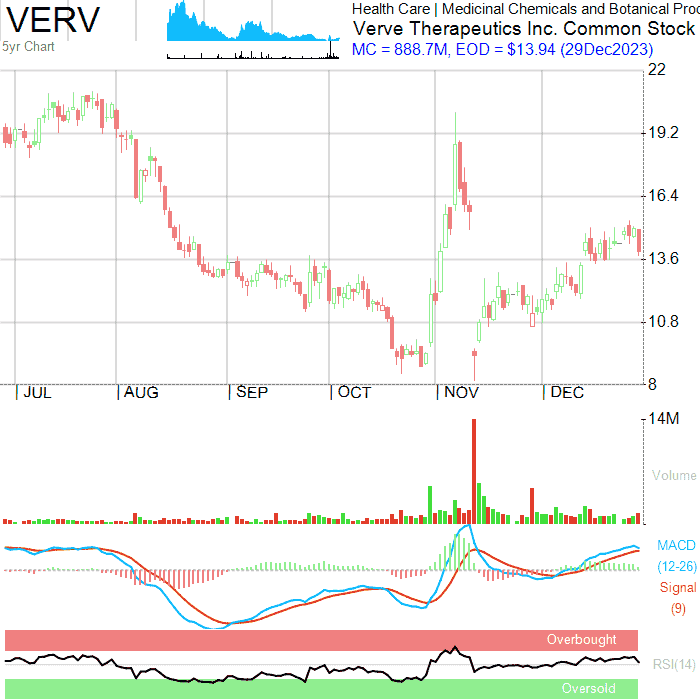 VERV
5yr Chart
Health Care | Medicinal Chemicals and Botanical Pro
Verve Therapeutics Inc. Common Stock
MC = 888.7M, EOD = $13.94 (29Dec2023)
22
19.2
16.4
13.6
10.8
8
JUL AUG SEP OCT NOV DEC
14M
Volume
MACD
(12-26)
Signal
(9)
Overbought
RSI(14)
Oversold